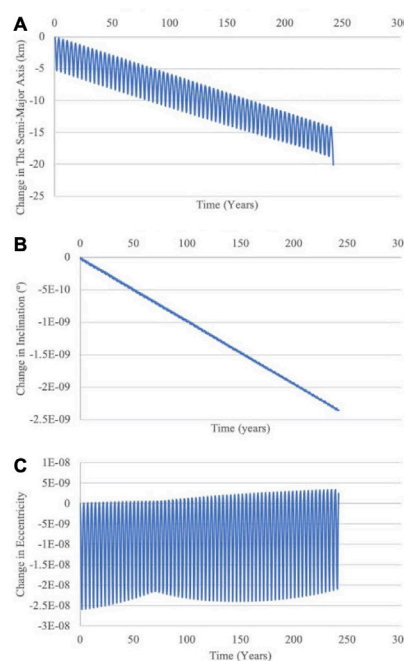 A
0 50 100 150 200 250 30
0
-5
-10
-15
-20
-25
Change in The Semi-Major Axis (km)
Time (Years)
B
0 50 100 150 200 250 300
0
-5E-10
-1E-09
-1.5E-09
-2E-09
-2.5E-09
Change in Inclination (º)
Time (years)
C
1E-08
5E-09
0
-5E-09
-1E-08
-1.5E-08
-2E-08
-2.5E-08
-3E-08
0 50 100 150 200 250 30
Change in Eccentricity
Time (Years)